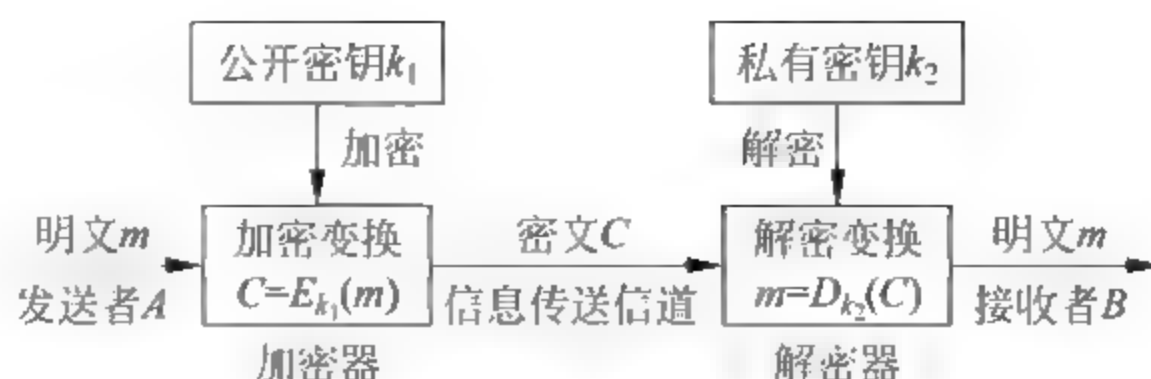 公开密钥k₁
私有密钥k₂
加密
解密
明文m
发送者A
加密变换
C=Eₖ₁(m)
加密器
密文C
信息传送信道
解密变换
m=Dₖ₂(C)
解密器
明文m
接收者B